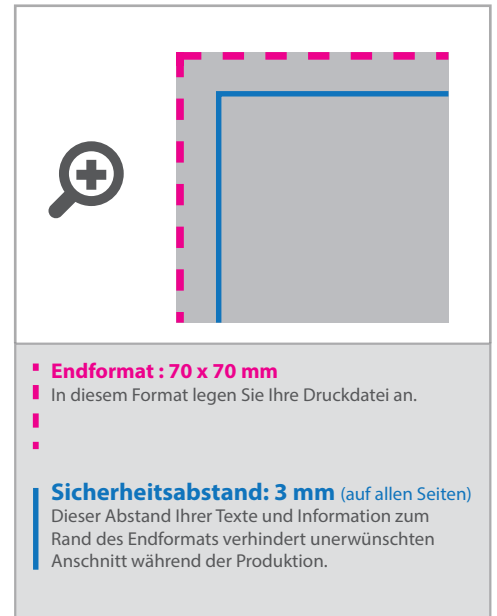 Endformat : 70 x 70 mm
In diesem Format legen Sie Ihre Druckdatei an.
Sicherheitsabstand: 3 mm (auf allen Seiten)
Dieser Abstand Ihrer Texte und Information zum
Rand des Endformats verhindert unerwünschten
Anschnitt während der Produktion.